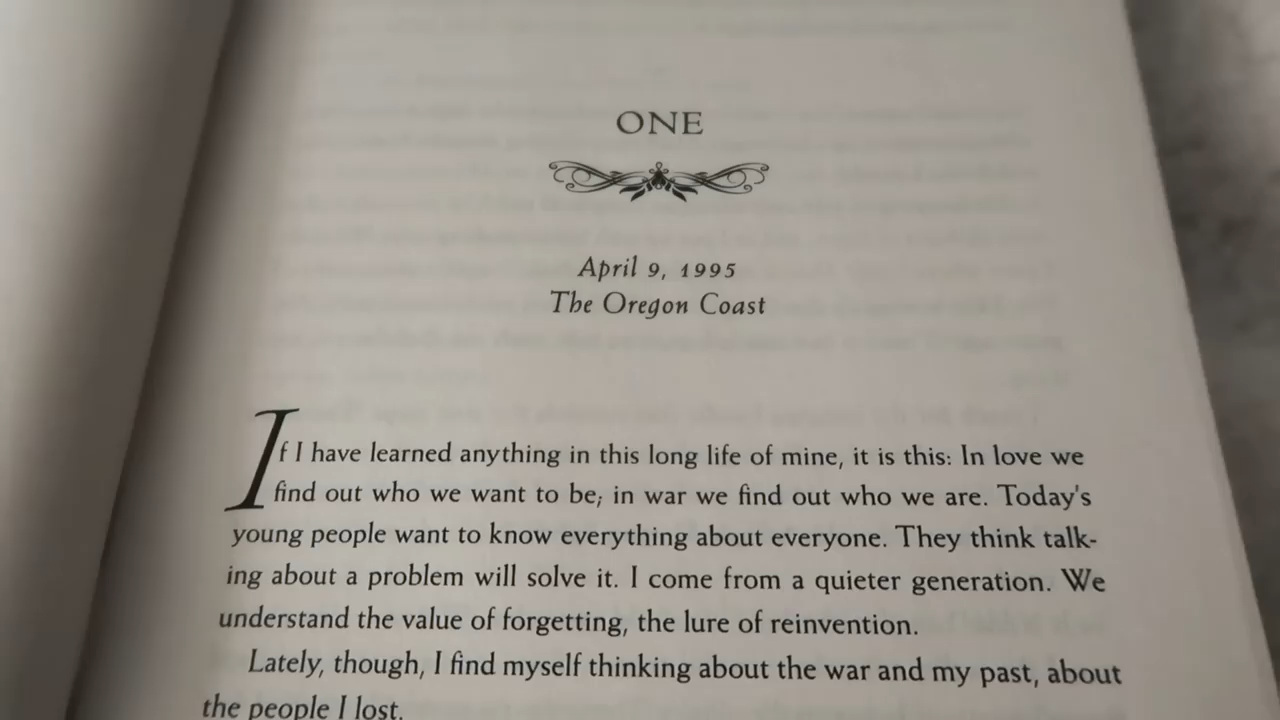 ONE
April 9, 1995
The Oregon Coast
If I have learned anything in this long life of mine, it is this: In love we
find out who we want to be; in war we find out who we are. Today's
young people want to know everything about everyone. They think talk-
ing about a problem will solve it. I come from a quieter generation. We
understand the value of forgetting, the lure of reinvention.
Lately, though, I find myself thinking about the war and my past, about
the people I lost.